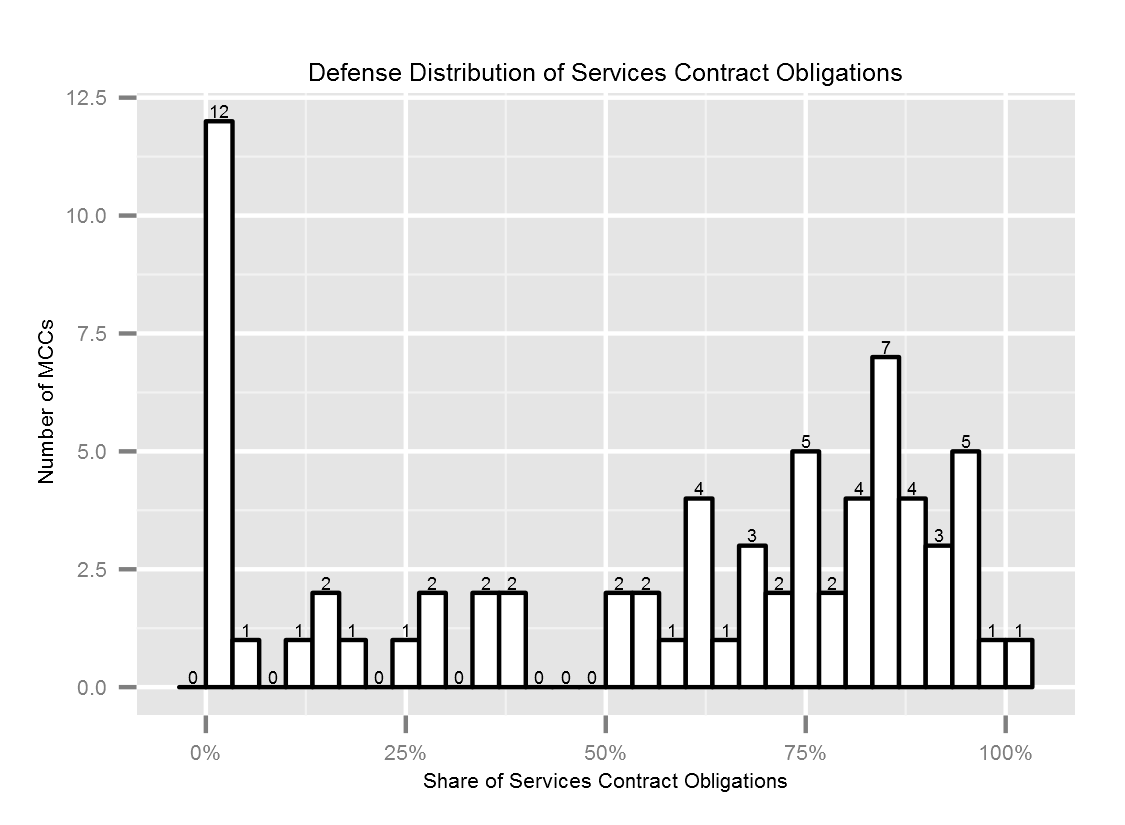 Defense Distribution of Services Contract Obligations
12.5
10.0
7.5
5.0
2.5
0.0
Number of MCCs
0 12 1 0 1 2 1 0 1 2 0 2 2 0 0 0 2 2 1 4 1 3 2 5 2 4 7 4 3 5 1 1
0% 25% 50% 75% 100%
Share of Services Contract Obligations